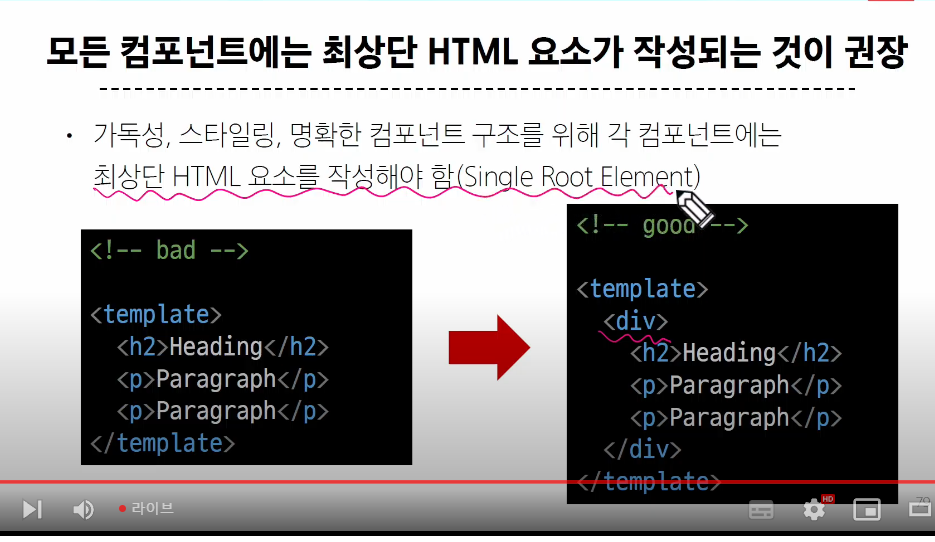 모든 컴포넌트에는 최상단 HTML 요소가 작성되는 것이 권장
• 가독성, 스타일링, 명확한 컴포넌트 구조를 위해 각 컴포넌트에는
최상단 HTML 요소를 작성해야 함(Single Root Element)
<!-- bad -->
<template>
<h2>Heading</h2>
<p>Paragraph</p>
<p>Paragraph</p>
</template>
<!-- good -->
<template>
<div>
<h2>Heading</h2>
<p>Paragraph</p>
<p>Paragraph</p>
</div>
</template>
라이브
HD
70